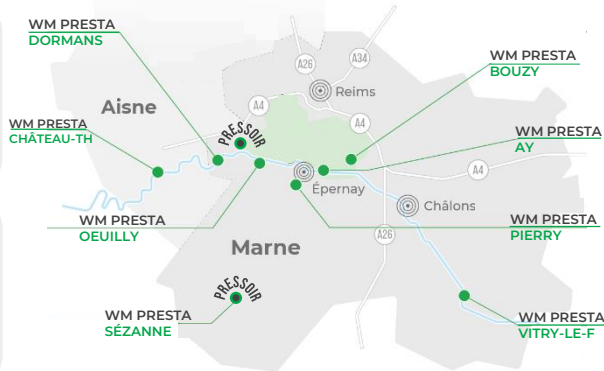 WM PRESTA
DORMANS
A26
A34
WM PRESTA
BOUZY
Reims
Aisne
A4
PRESSOIR
A4
WM PRESTA
CHÂTEAU-TH
WM PRESTA
AY
A4
Épernay
Châlons
WM PRESTA
OEUILLY
WM PRESTA
PIERRY
A26
Marne
PRESSOIR
WM PRESTA
SÉZANNE
WM PRESTA
VITRY-LE-F